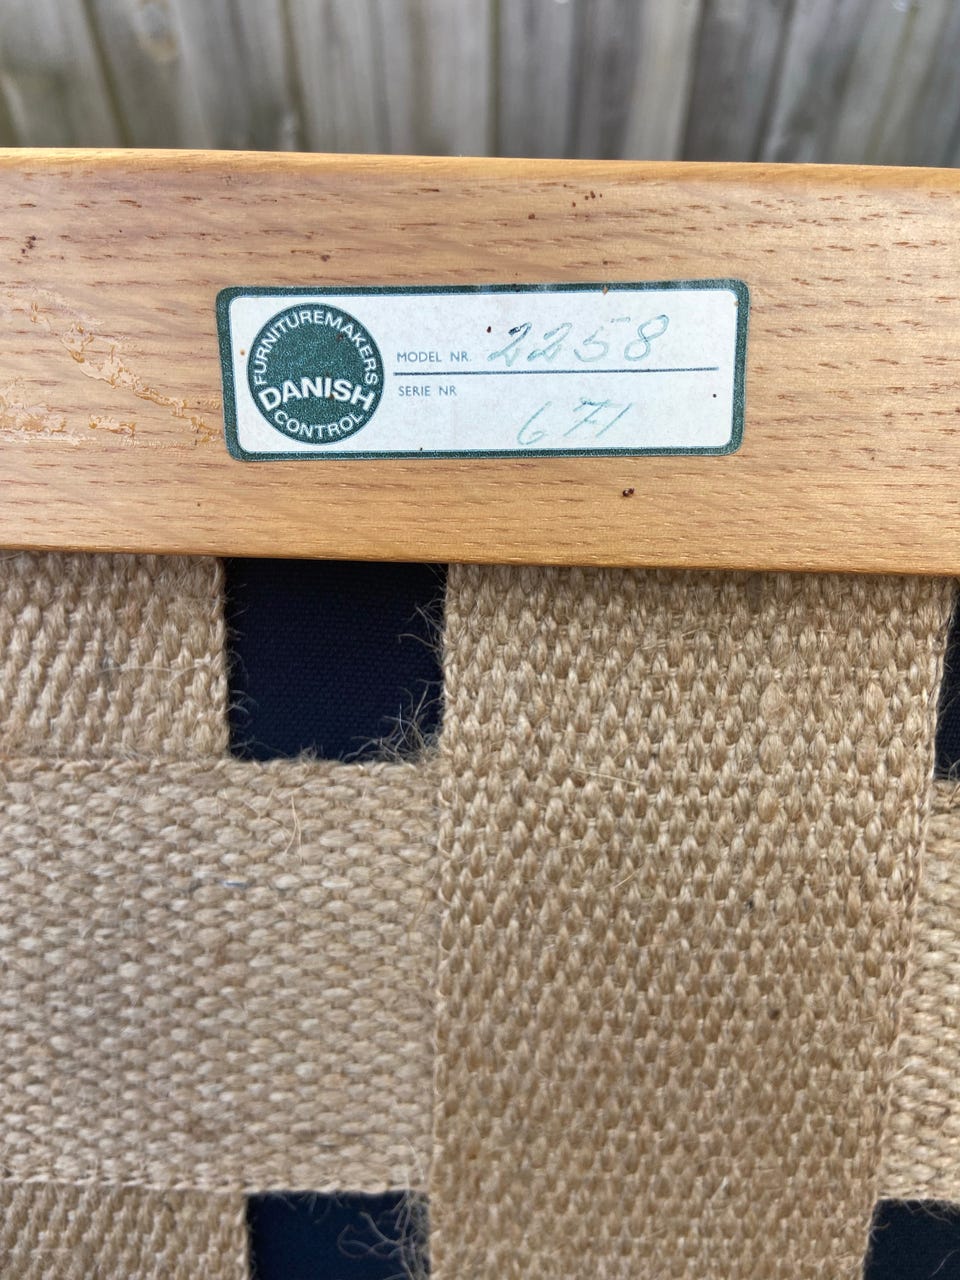 FURNITUREMAKERS
DANISH
CONTROL
MODEL NR. 2258
SERIE NR 671